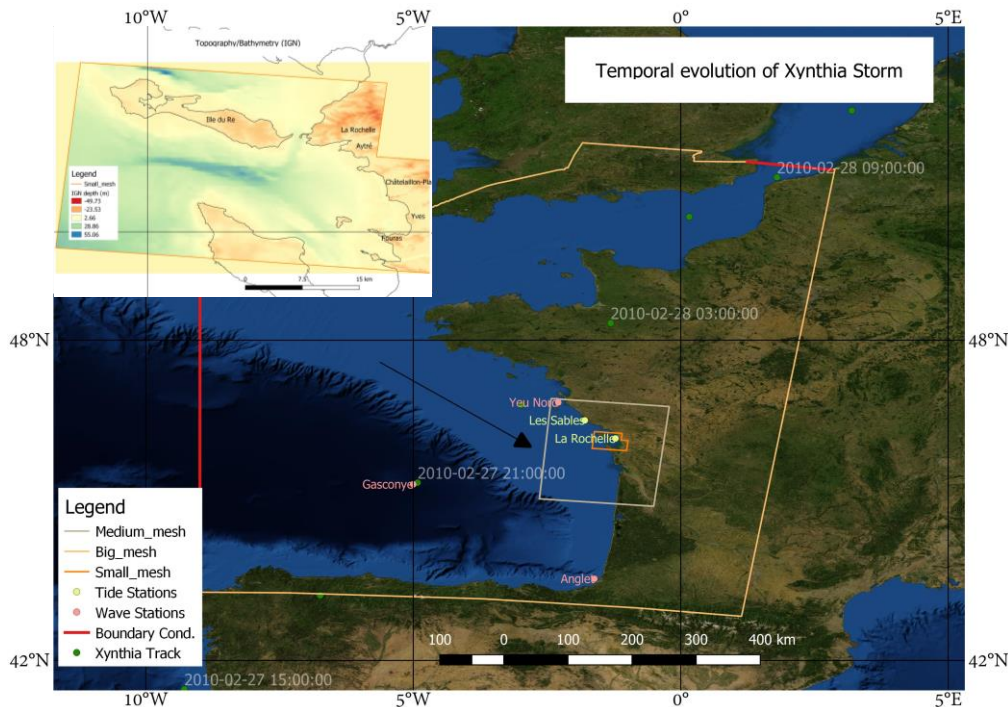 10°W
5°W
0°
5°E
Topography/Bathymetry (IGN)
Temporal evolution of Xynthia Storm
Ile du Re
La Rochelle
Aytré
Châtelaillon-Pla
Yves
Fouras
Legend
Small_mesh
IGN depth (m)
-49.73
-23.53
2.66
28.86
55.06
0
7.5
15 km
2010-02-28 09:00:00
2010-02-28 03:00:00
48°N
48°N
Yeu Nord
Les Sables
La Rochelle
2010-02-27 21:00:00
Gasconye
Angle
Legend
Medium_mesh
Big_mesh
Small_mesh
Tide Stations
Wave Stations
Boundary Cond.
Xynthia Track
100
0
100
200
300
400 km
42°N
42°N
2010-02-27 15:00:00
10°W
5°W
0°
5°E